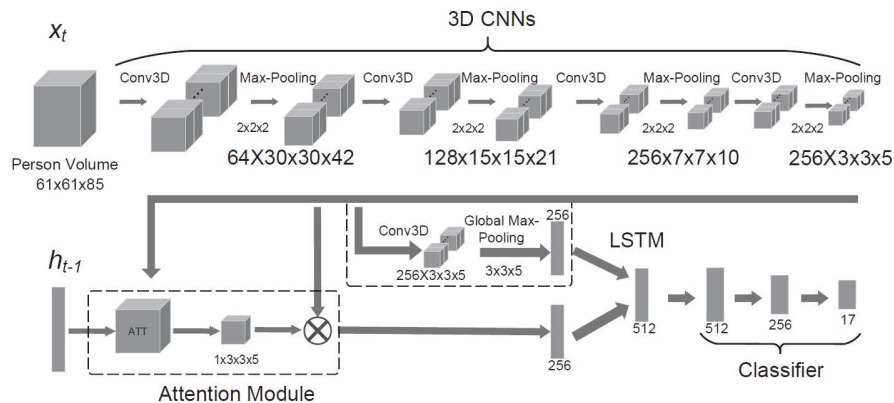 3D CNNs
x_t
Conv3D
Max-Pooling
Conv3D
Max-Pooling
Conv3D
Max-Pooling
Conv3D
Max-Pooling
2x2x2
2x2x2
2x2x2
2x2x2
Person Volume
61x61x85
64X30x30x42
128x15x15x21
256x7x7x10
256X3x3x5
Conv3D
Global Max-
Pooling
256
256X3x3x5
3x3x5
LSTM
h_{t-1}
ATT
1x3x3x5
256
512
512
256
17
Attention Module
Classifier